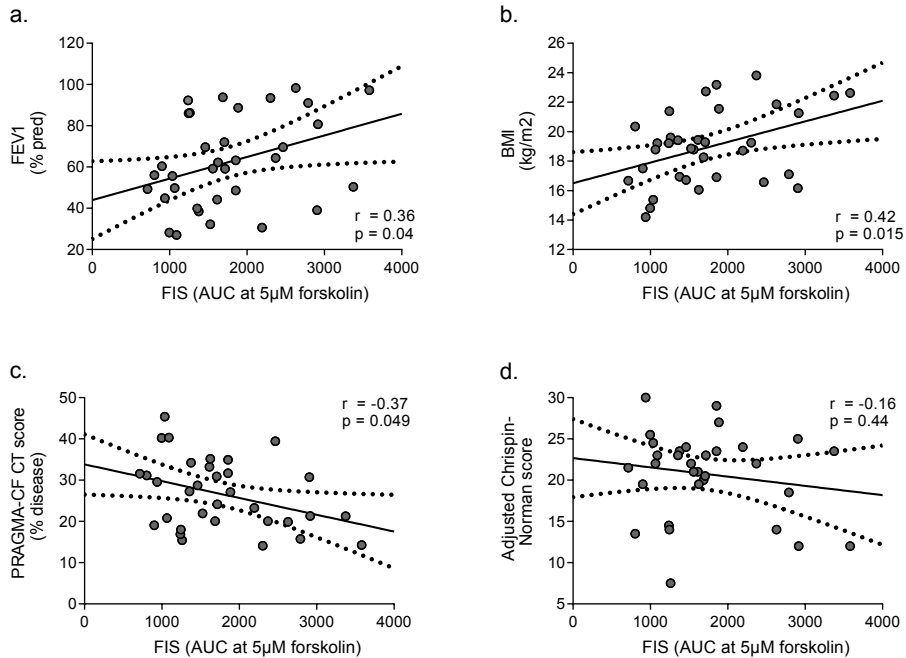 a.
FEV1
(% pred)
120
100
80
60
40
20
0
1000
2000
3000
4000
r = 0.36
p = 0.04
FIS (AUC at 5µM forskolin)
b.
BMI
(kg/m2)
26
24
22
20
18
16
14
12
0
1000
2000
3000
4000
r = 0.42
p = 0.015
FIS (AUC at 5µM forskolin)
c.
PRAGMA-CF CT score
(% disease)
50
40
30
20
10
0
0
1000
2000
3000
4000
r = -0.37
p = 0.049
FIS (AUC at 5µM forskolin)
d.
Adjusted Chrispin-
Norman score
30
25
20
15
10
5
0
0
1000
2000
3000
4000
r = -0.16
p = 0.44
FIS (AUC at 5µM forskolin)